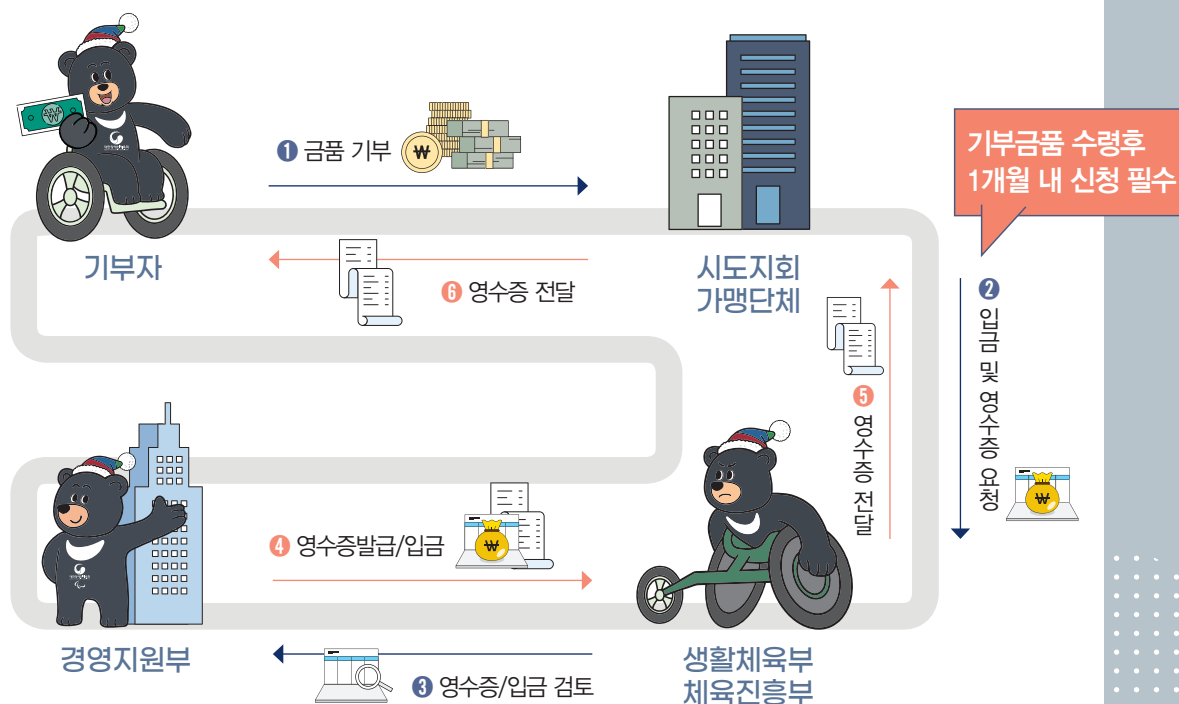 ❶ 금품 기부
기부금품 수령후
1개월 내 신청 필수
기부자
시도지회
가맹단체
❻ 영수증 전달
❷ 입금 및 영수증 요청
❺ 영수증 전달
❹ 영수증발급/입금
경영지원부
❸ 영수증/입금 검토
생활체육부
체육진흥부